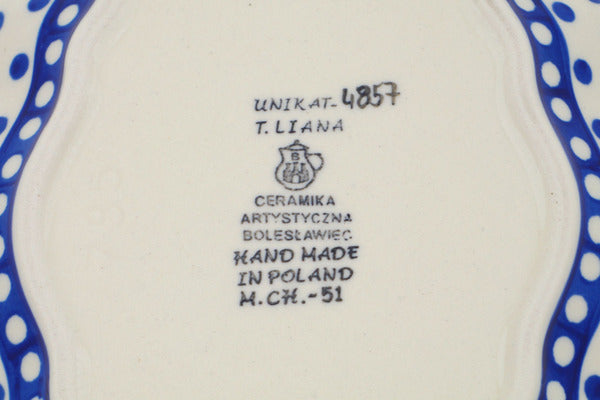 UNIKAT-4857
T. LIANA
B
CERAMIKA
ARTYSTYCZNA
BOLESŁAWIEC
HAND MADE
IN POLAND
M.CH.-51